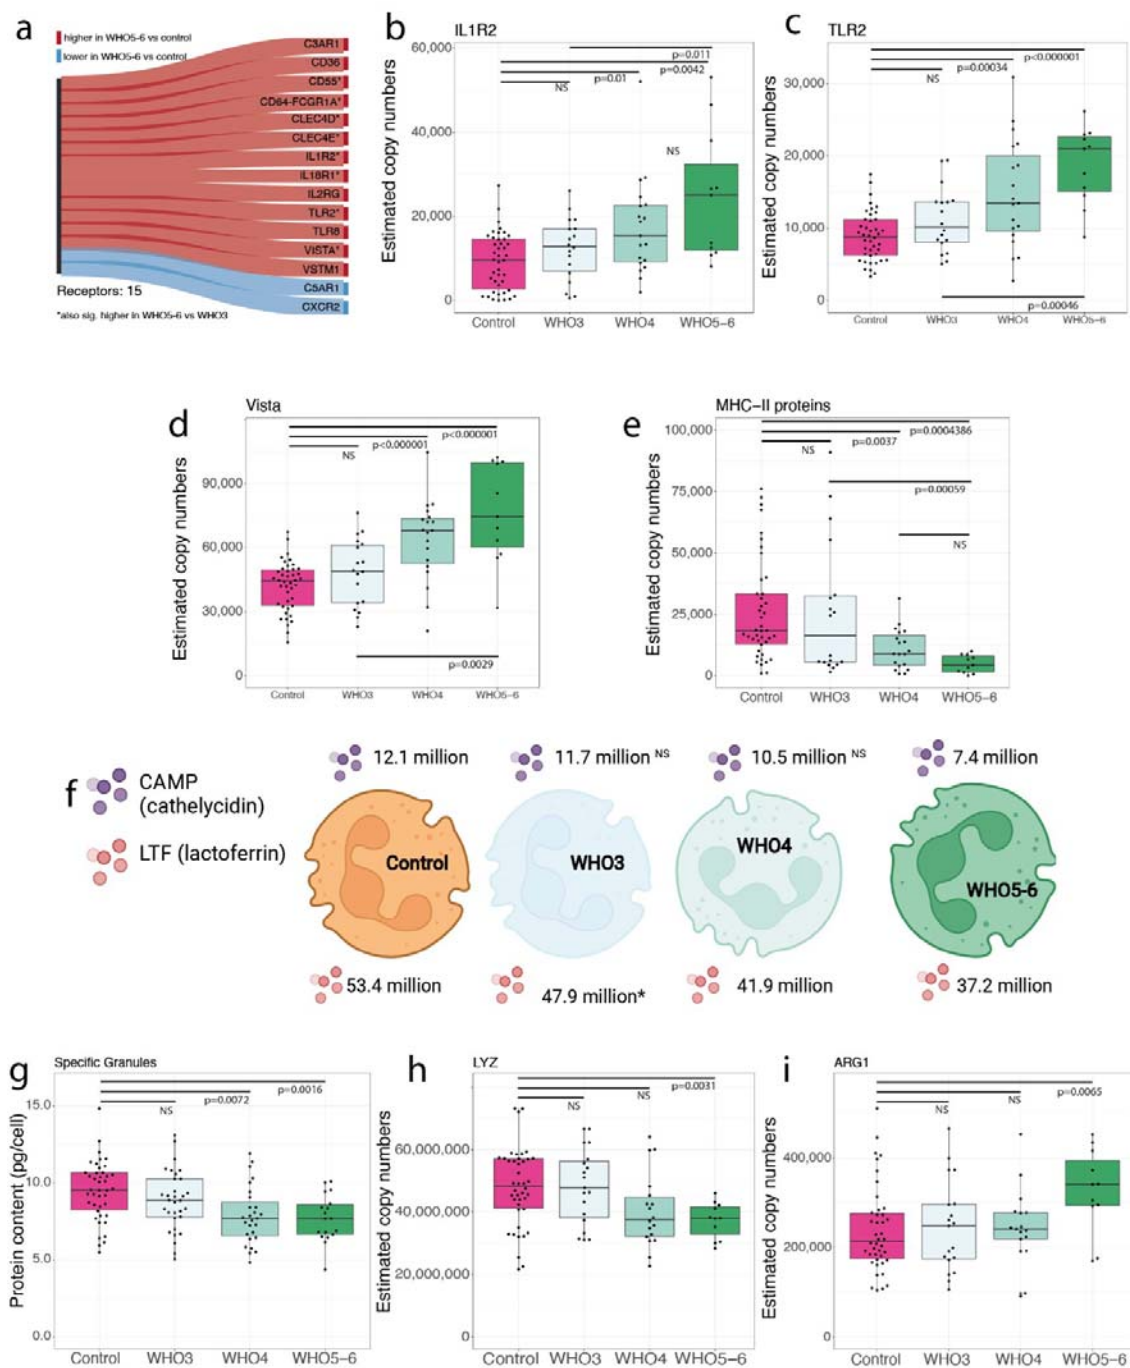 a
higher in WHO5-6 vs control
lower in WHO5-6 vs control
C3AR1
CD36
CD55*
CD64-FCGR1A*
CLEC4D*
CLEC4E*
IL1R2*
IL18R1*
IL2RG
TLR2*
TLR8
VISTA*
VSTM1
C5AR1
CXCR2
Receptors: 15
*also sig. higher in WHO5-6 vs WHO3
b
IL1R2
Estimated copy numbers
60,000
40,000
20,000
0
p=0.011
p=0.0042
p=0.01
NS
NS
Control WHO3 WHO4 WHO5-6
c
TLR2
Estimated copy numbers
30,000
20,000
10,000
0
p<0.000001
p=0.00034
NS
p=0.00046
Control WHO3 WHO4 WHO5-6
d
Vista
Estimated copy numbers
90,000
60,000
30,000
0
p<0.000001
p<0.000001
NS
p=0.0029
Control WHO3 WHO4 WHO5-6
e
MHC-II proteins
Estimated copy numbers
100,000
75,000
50,000
25,000
0
p=0.0004386
p=0.0037
NS
p=0.00059
NS
Control WHO3 WHO4 WHO5-6
f
CAMP
(cathelycidin)
LTF (lactoferrin)
12.1 million
11.7 million NS
10.5 million NS
7.4 million
Control
WHO3
WHO4
WHO5-6
53.4 million
47.9 million*
41.9 million
37.2 million
g
Specific Granules
Protein content (pg/cell)
15.0
10.0
5.0
0.0
p=0.0016
p=0.0072
NS
Control WHO3 WHO4 WHO5-6
h
LYZ
Estimated copy numbers
60,000,000
40,000,000
20,000,000
0
p=0.0031
NS
NS
Control WHO3 WHO4 WHO5-6
i
ARG1
Estimated copy numbers
400,000
200,000
0
p=0.0065
NS
NS
Control WHO3 WHO4 WHO5-6